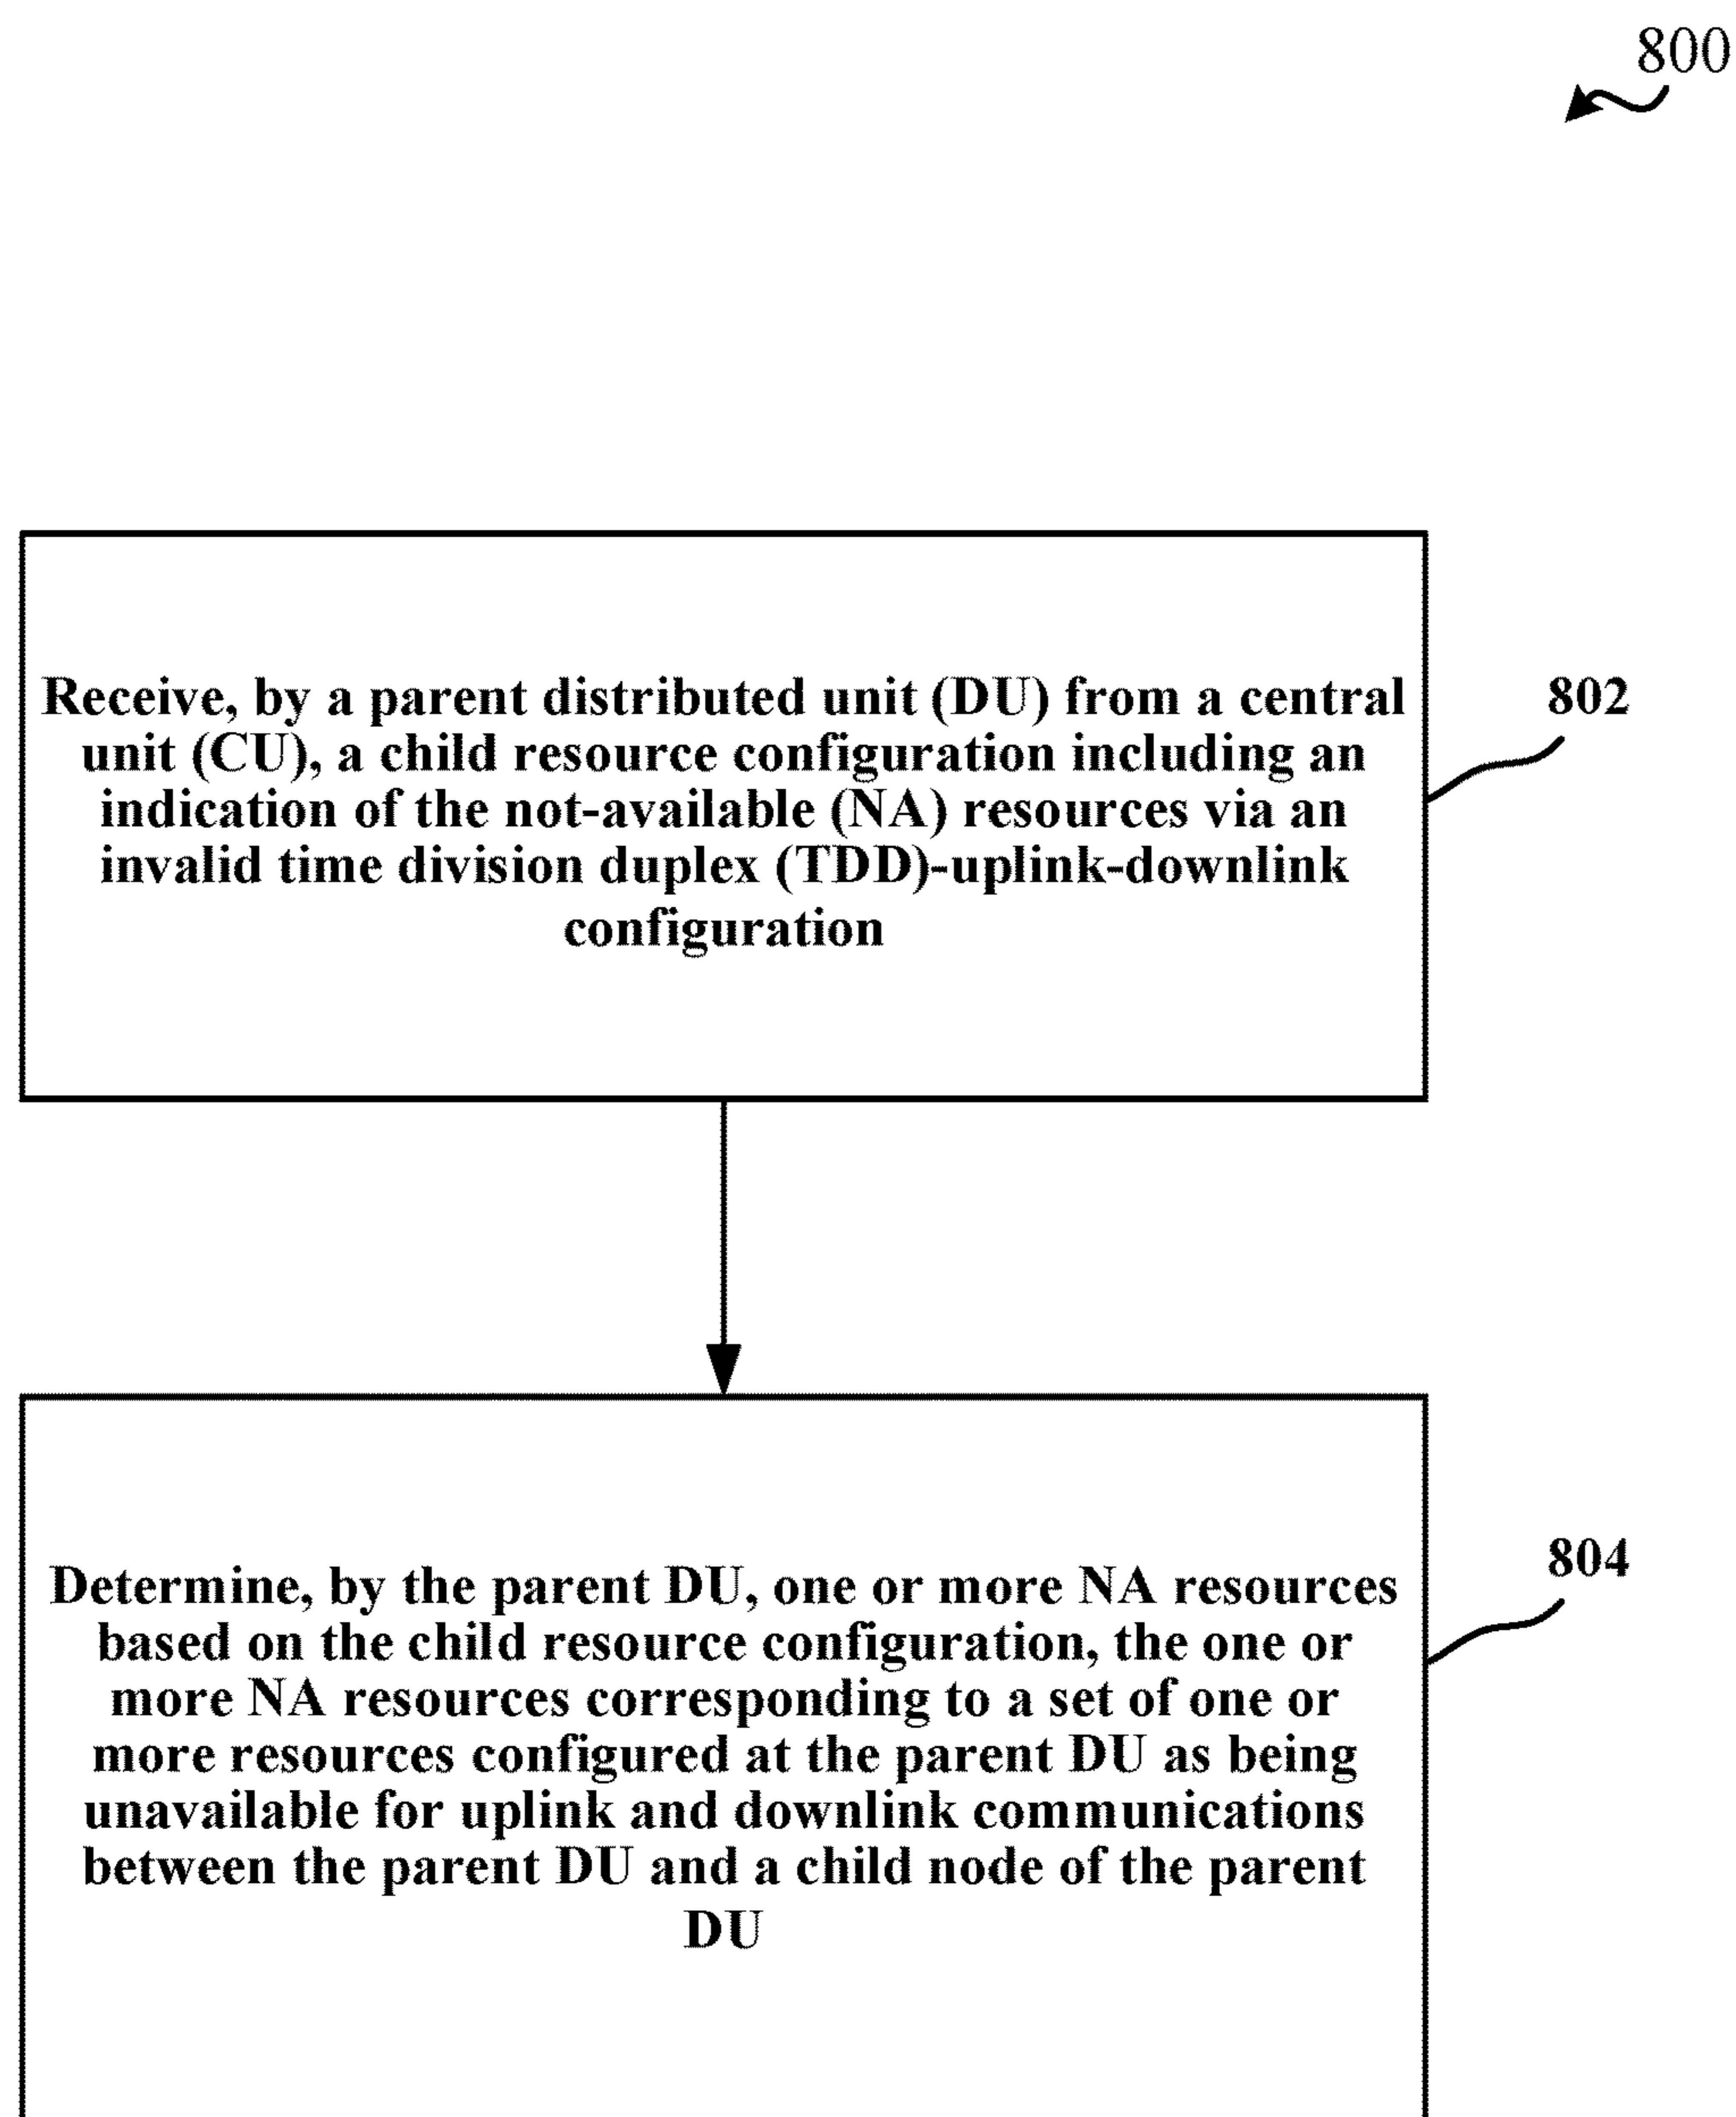 800
Receive, by a parent distributed unit (DU) from a central
unit (CU), a child resource configuration including an
indication of the not-available (NA) resources via an
invalid time division duplex (TDD)-uplink-downlink
configuration
802
Determine, by the parent DU, one or more NA resources
based on the child resource configuration, the one or
more NA resources corresponding to a set of one or
more resources configured at the parent DU as being
unavailable for uplink and downlink communications
between the parent DU and a child node of the parent
DU
804